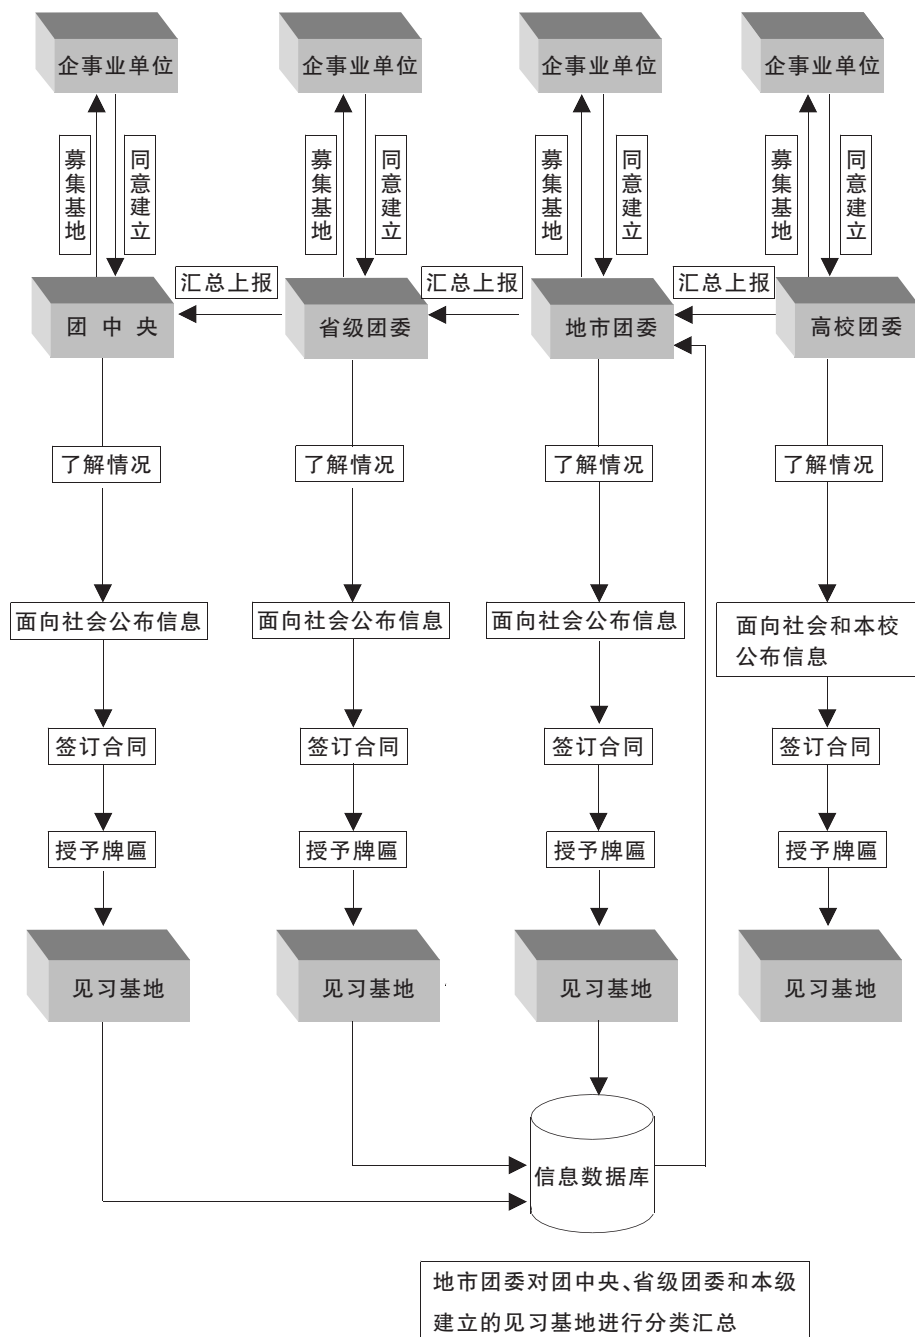 企事业单位
企事业单位
企事业单位
企事业单位
募集基地
同意建立
募集基地
同意建立
募集基地
同意建立
募集基地
同意建立
汇总上报
汇总上报
汇总上报
团中央
省级团委
地市团委
高校团委
了解情况
了解情况
了解情况
了解情况
面向社会公布信息
面向社会公布信息
面向社会公布信息
面向社会和本校
公布信息
签订合同
签订合同
签订合同
签订合同
授予牌匾
授予牌匾
授予牌匾
授予牌匾
见习基地
见习基地
见习基地
见习基地
信息数据库
地市团委对团中央、省级团委和本级
建立的见习基地进行分类汇总